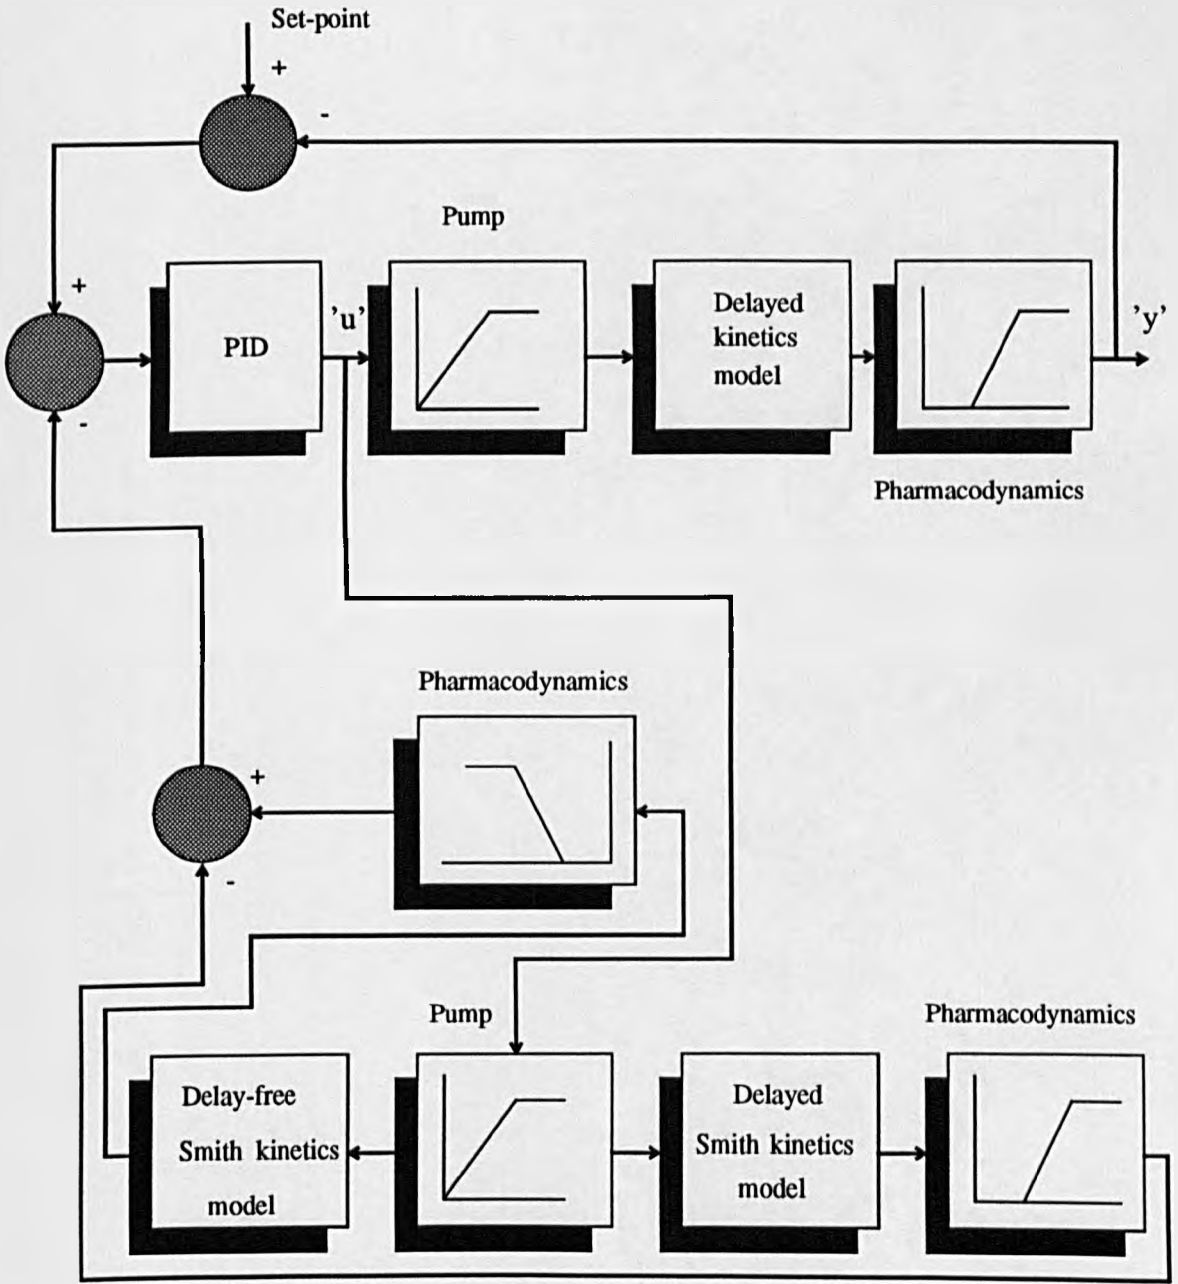 Set-point
+
-
Pump
+
PID
'u'
Delayed
kinetics
model
'y'
-
Pharmacodynamics
Pharmacodynamics
+
-
Pump
Pharmacodynamics
Delay-free
Smith kinetics
model
Delayed
Smith kinetics
model